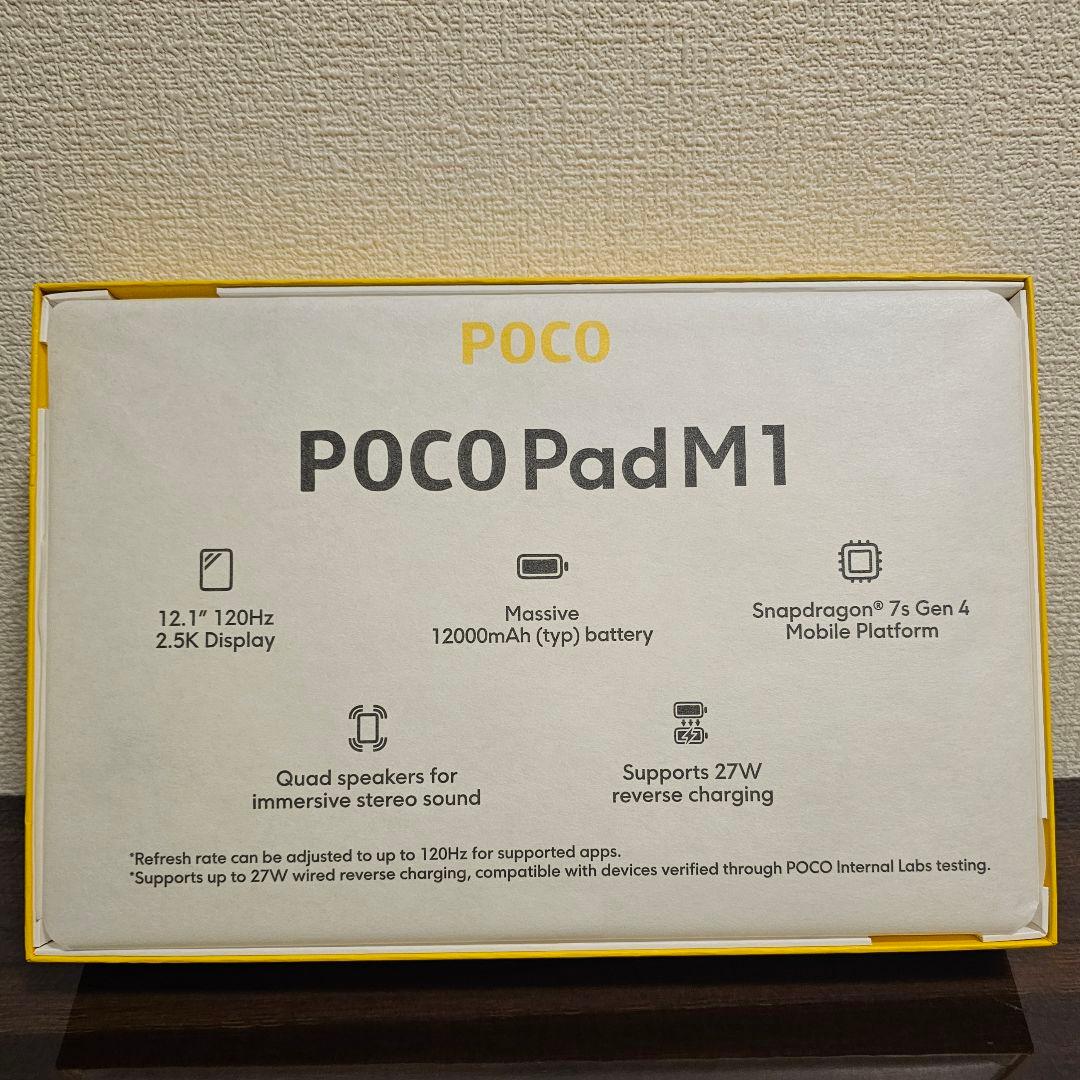 POCO
POCO Pad M1
12.1" 120Hz
2.5K Display
Massive
12000mAh (typ) battery
Snapdragon® 7s Gen 4
Mobile Platform
Quad speakers for
immersive stereo sound
Supports 27W
reverse charging
*Refresh rate can be adjusted to up to 120Hz for supported apps.
*Supports up to 27W wired reverse charging, compatible with devices verified through POCO Internal Labs testing.